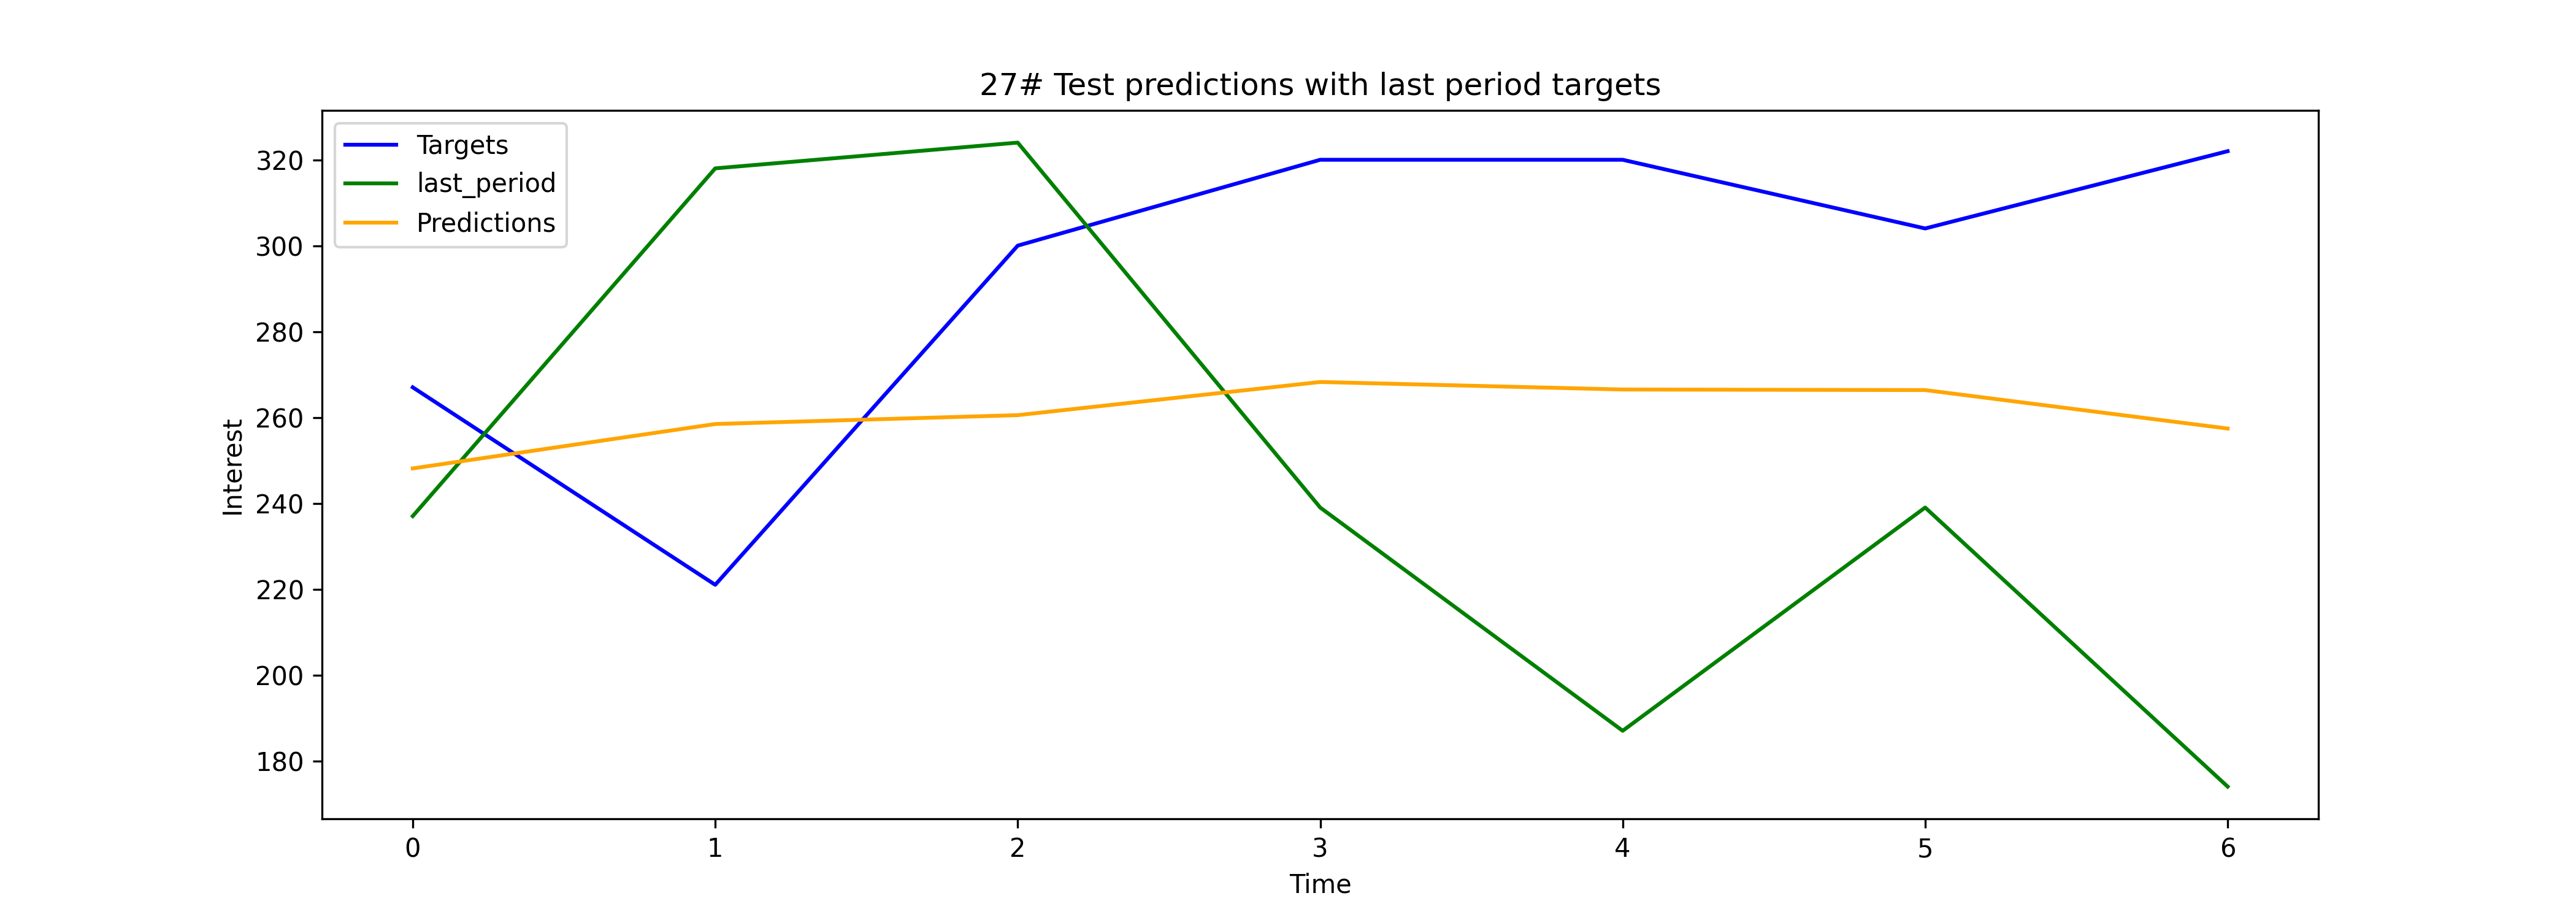 27# Test predictions with last period targets
Targets
last_period
Predictions
Interest
320
300
280
260
240
220
200
180
0 1 2 3 4 5 6
Time